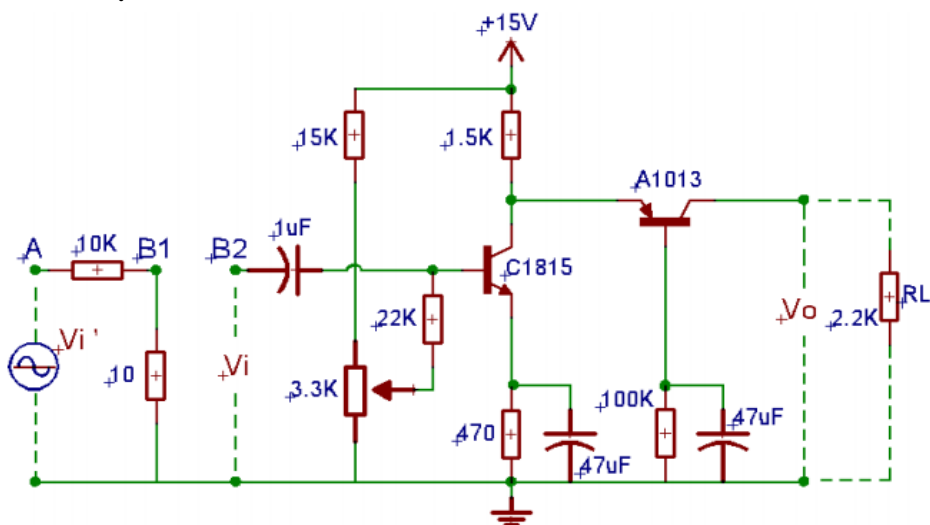 +15V
15K
1.5K
A1013
A
10K
B1
B2
1uF
C1815
RL
22K
Vo
2.2K
Vi '
10
Vi
3.3K
100K
47uF
470
47uF